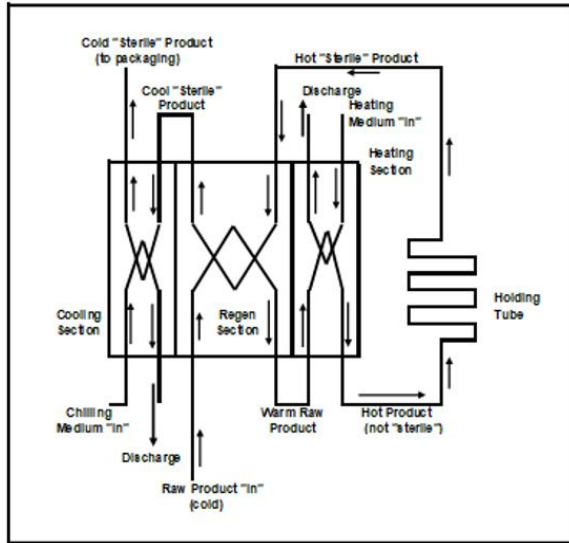 Cold "Sterile" Product
(to packaging)
Hot "Sterile" Product
Cool "Sterile"
Product
Discharge
Heating
Medium "In"
Heating
Section
Cooling
Section
Regen
Section
Holding
Tube
Chilling
Medium "In"
Warm Raw
Product
Hot Product
(not "sterile")
Discharge
Raw Product "In"
(cold)